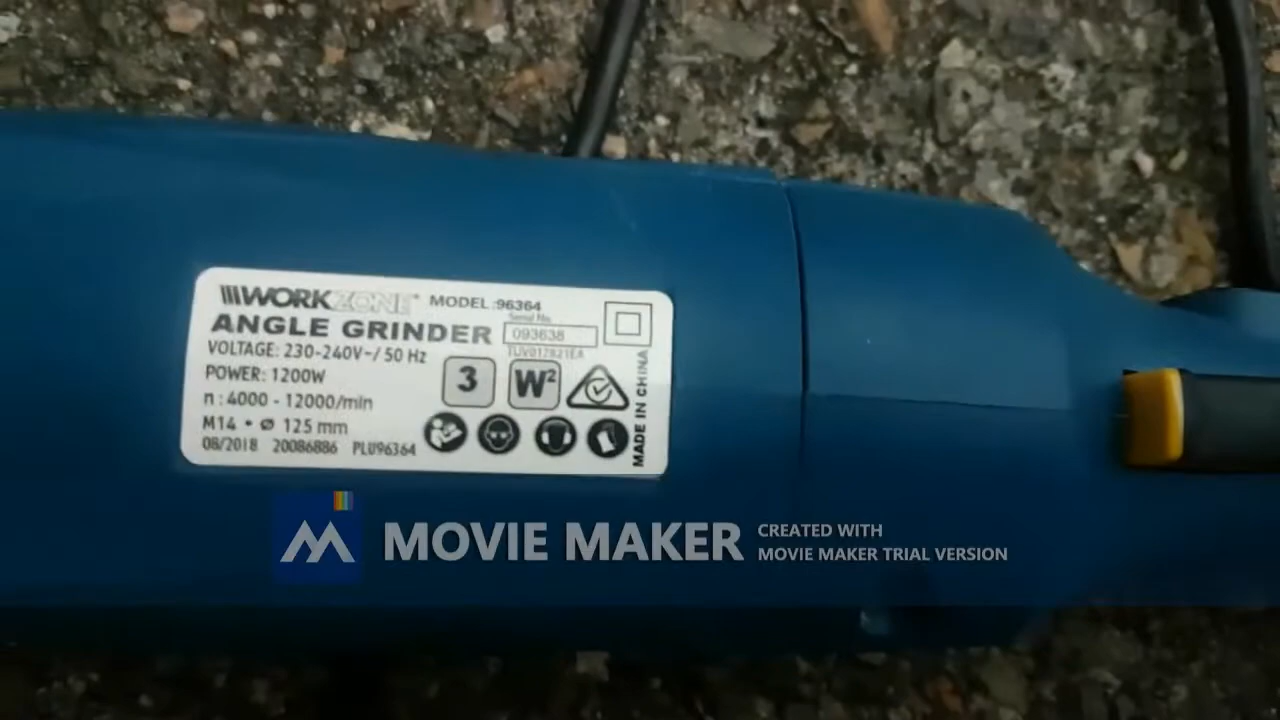 WORKZONE® MODEL:96364
ANGLE GRINDER
Serial No.
093638
TUV012821EA
VOLTAGE: 230-240V~/ 50 Hz
POWER: 1200W
3 W²
n : 4000 - 12000/min
M14 • ⌀ 125 mm
08/2018 20086886 PLU96364
MADE IN CHINA
MOVIE MAKER
CREATED WITH
MOVIE MAKER TRIAL VERSION